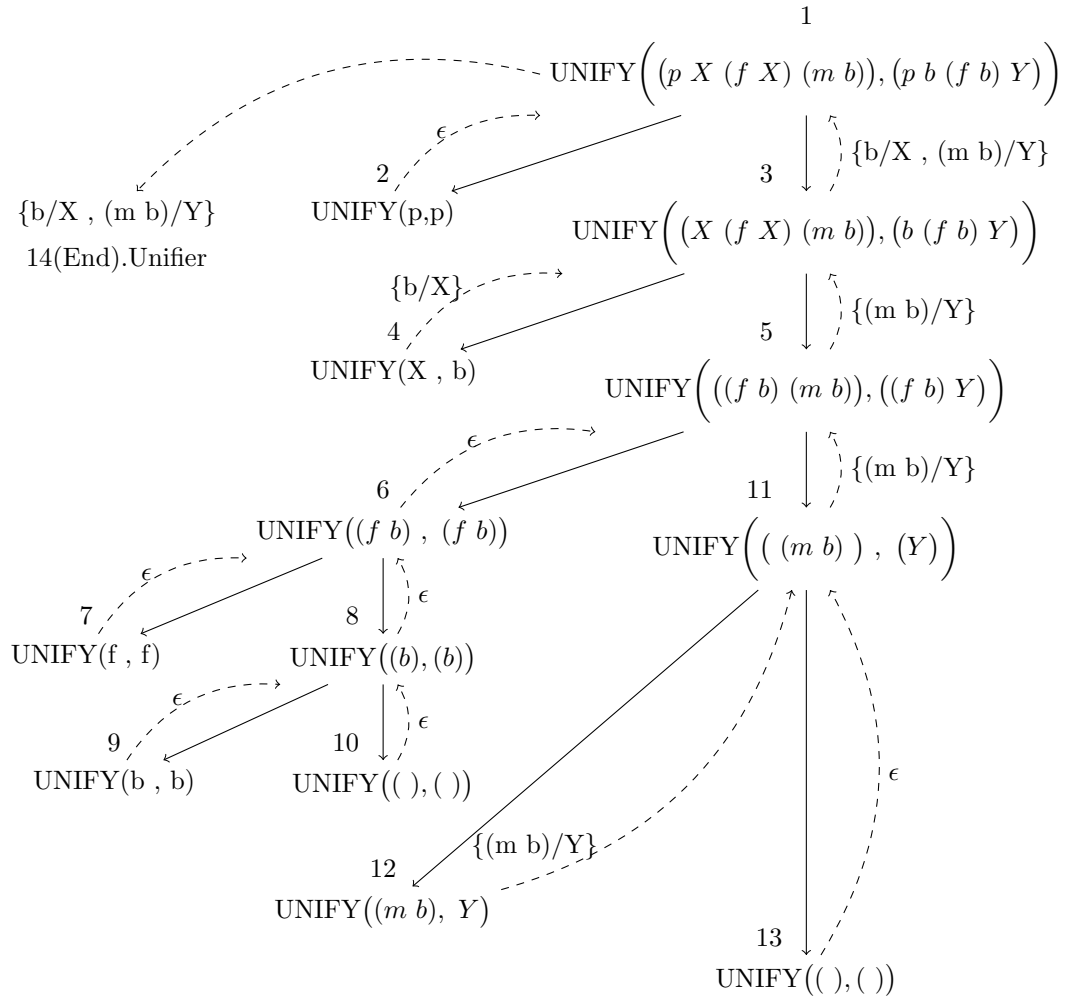 1
UNIFY((p X (f X) (m b)), (p b (f b) Y))
ϵ
{b/X , (m b)/Y}
2
3
{b/X , (m b)/Y}
UNIFY(p,p)
UNIFY((X (f X) (m b)), (b (f b) Y))
14(End).Unifier
{b/X}
{(m b)/Y}
4
5
UNIFY(X , b)
UNIFY(((f b) (m b)), ((f b) Y))
ϵ
{(m b)/Y}
6
11
UNIFY((f b) , (f b))
UNIFY(( (m b) ) , (Y))
ϵ
ϵ
7
8
UNIFY(f , f)
UNIFY((b), (b))
ϵ
ϵ
9
10
ϵ
UNIFY(b , b)
UNIFY(( ), ( ))
{(m b)/Y}
12
UNIFY((m b), Y)
13
UNIFY(( ), ( ))